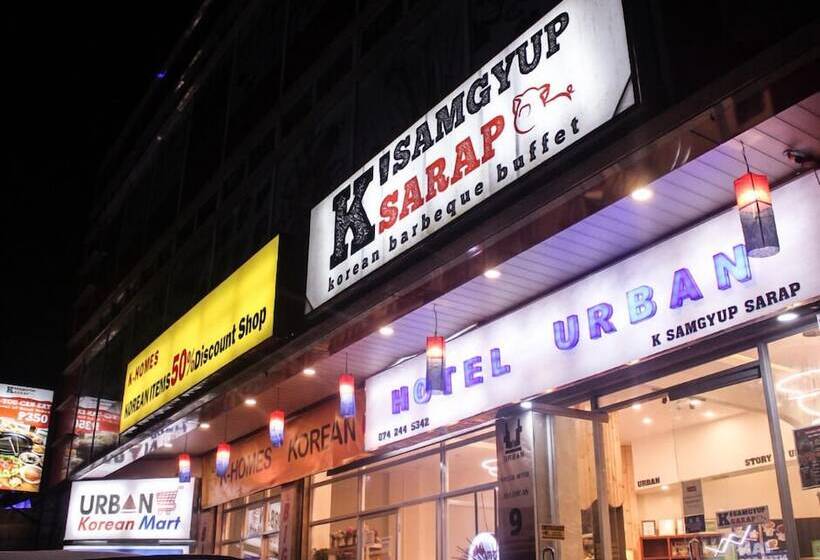 K'SAMGYUP
SARAP
korean barbeque buffet
K-HOMES
KOREAN ITEMS 50% Discount Shop
HOTEL URBAN
K SAMGYUP SARAP
074 244 5342
K-HOMES KOREAN
URBAN
Korean Mart
₱350
URBAN
9
URBAN
STORY
K'SAMGYUP
SARAP